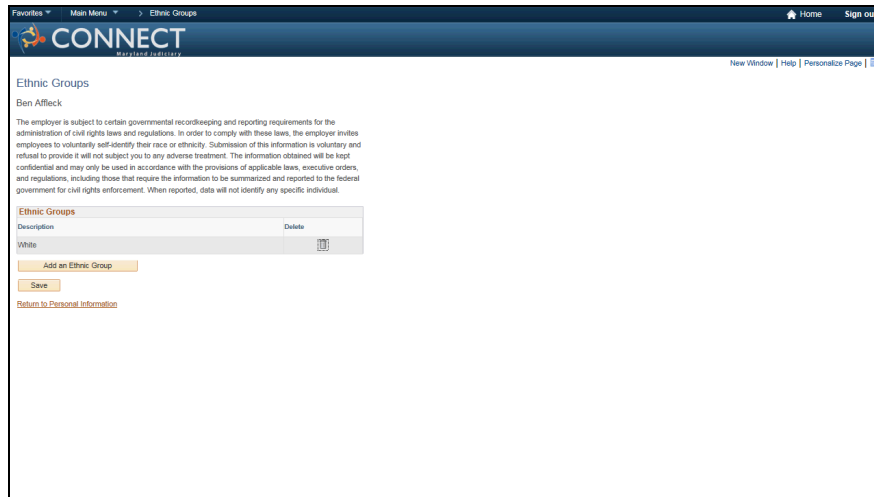 Favorites Main Menu > Ethnic Groups Home Sign ou
CONNECT
Maryland Judiciary
New Window | Help | Personalize Page |
Ethnic Groups
Ben Affleck
The employer is subject to certain governmental recordkeeping and reporting requirements for the
administration of civil rights laws and regulations. In order to comply with these laws, the employer invites
employees to voluntarily self-identify their race or ethnicity. Submission of this information is voluntary and
refusal to provide it will not subject you to any adverse treatment. The information obtained will be kept
confidential and may only be used in accordance with the provisions of applicable laws, executive orders,
and regulations, including those that require the information to be summarized and reported to the federal
government for civil rights enforcement. When reported, data will not identify any specific individual.
Ethnic Groups
Description Delete
White
Add an Ethnic Group
Save
Return to Personal Information